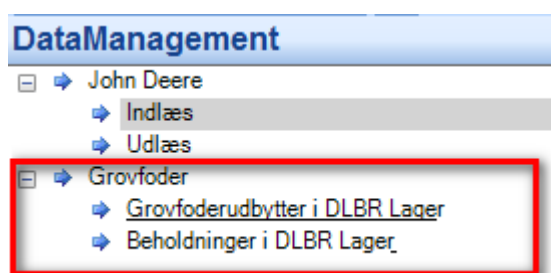 DataManagement
John Deere
Indlæs
Udlæs
Grovfoder
Grovfoderudbytter i DLBR Lager
Beholdninger i DLBR Lager